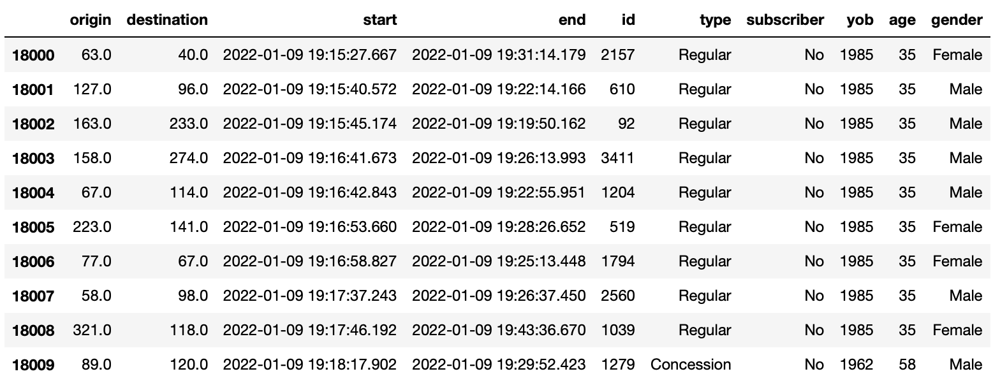 origin destination start end id type subscriber yob age gender
18000 63.0 40.0 2022-01-09 19:15:27.667 2022-01-09 19:31:14.179 2157 Regular No 1985 35 Female
18001 127.0 96.0 2022-01-09 19:15:40.572 2022-01-09 19:22:14.166 610 Regular No 1985 35 Male
18002 163.0 233.0 2022-01-09 19:15:45.174 2022-01-09 19:19:50.162 92 Regular No 1985 35 Male
18003 158.0 274.0 2022-01-09 19:16:41.673 2022-01-09 19:26:13.993 3411 Regular No 1985 35 Male
18004 67.0 114.0 2022-01-09 19:16:42.843 2022-01-09 19:22:55.951 1204 Regular No 1985 35 Male
18005 223.0 141.0 2022-01-09 19:16:53.660 2022-01-09 19:28:26.652 519 Regular No 1985 35 Female
18006 77.0 67.0 2022-01-09 19:16:58.827 2022-01-09 19:25:13.448 1794 Regular No 1985 35 Female
18007 58.0 98.0 2022-01-09 19:17:37.243 2022-01-09 19:26:37.450 2560 Regular No 1985 35 Male
18008 321.0 118.0 2022-01-09 19:17:46.192 2022-01-09 19:43:36.670 1039 Regular No 1985 35 Female
18009 89.0 120.0 2022-01-09 19:18:17.902 2022-01-09 19:29:52.423 1279 Concession No 1962 58 Male